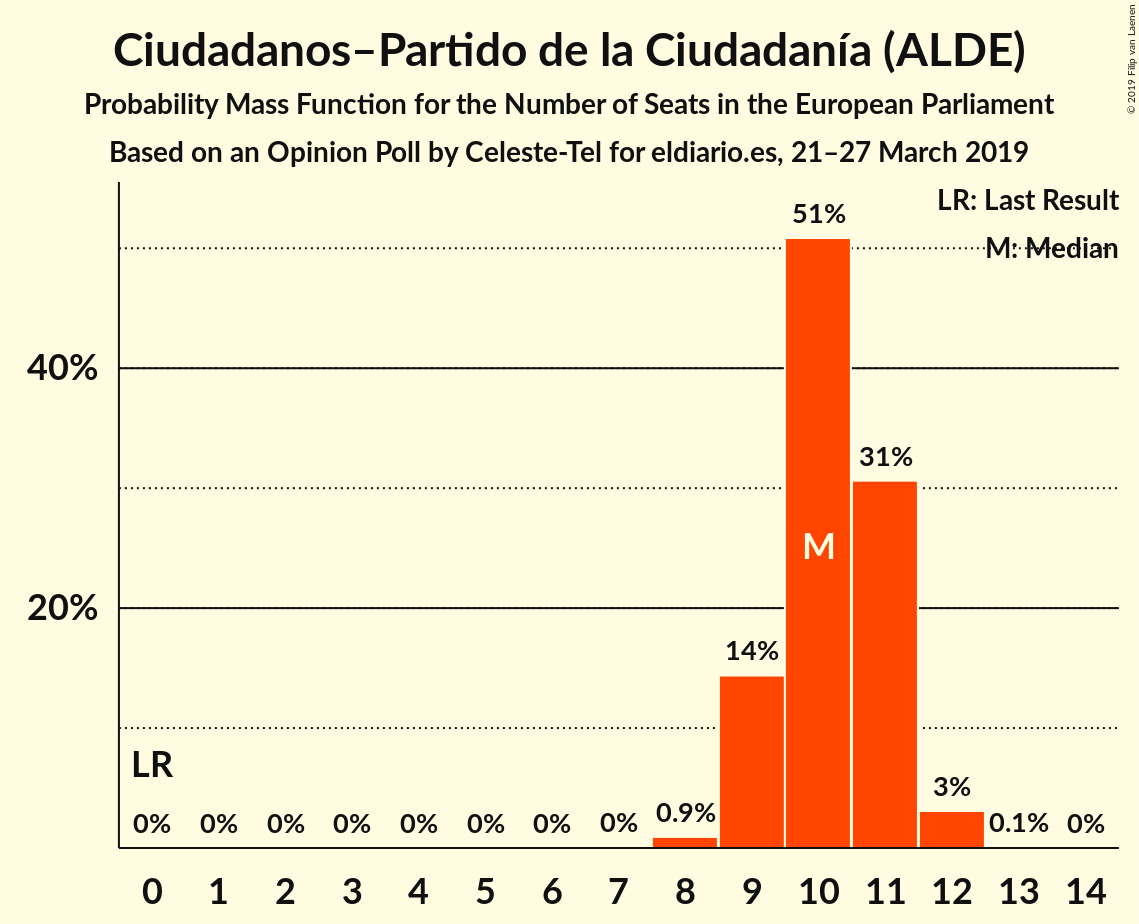 Ciudadanos–Partido de la Ciudadanía (ALDE)
Probability Mass Function for the Number of Seats in the European Parliament
Based on an Opinion Poll by Celeste-Tel for eldiario.es, 21–27 March 2019
© 2019 Filip van Laenen
LR: Last Result
M: Median
51%
40%
31%
M
20%
14%
LR
0% 0% 0% 0% 0% 0% 0% 0% 0.9% 3% 0.1% 0%
0 1 2 3 4 5 6 7 8 9 10 11 12 13 14